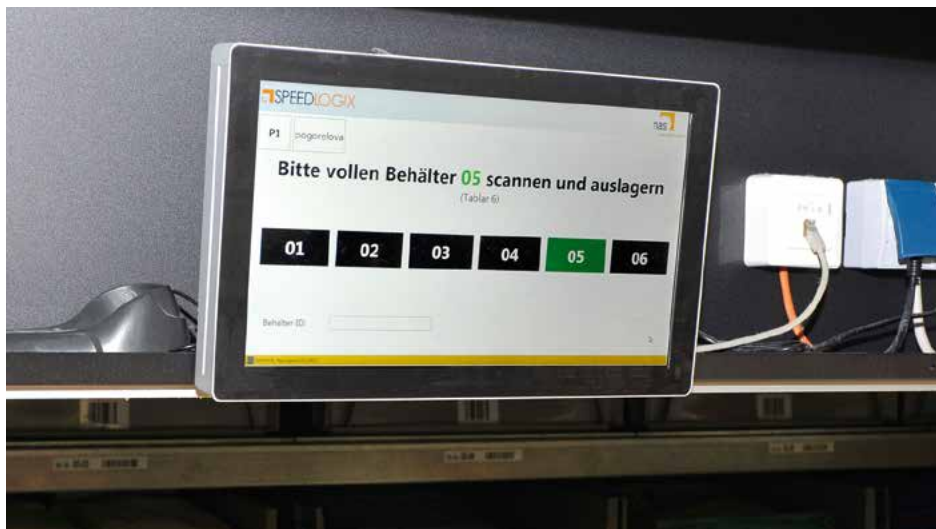 SPEEDLOGIX
nas
P1 pogorelova
Bitte vollen Behälter 05 scannen und auslagern
(Tablar 6)
01 02 03 04 05 06
Behälter ID: